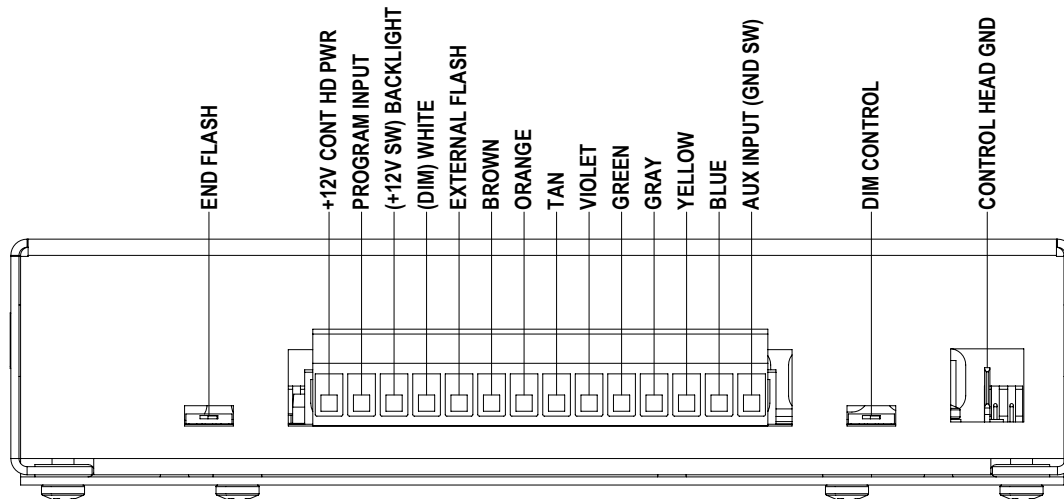 END FLASH
+12V CONT HD PWR
PROGRAM INPUT
(+12V SW) BACKLIGHT
(DIM) WHITE
EXTERNAL FLASH
BROWN
ORANGE
TAN
VIOLET
GREEN
GRAY
YELLOW
BLUE
AUX INPUT (GND SW)
DIM CONTROL
CONTROL HEAD GND